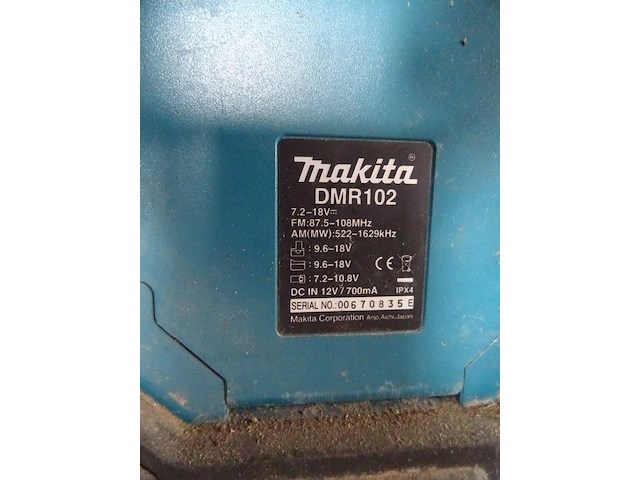 makita®
DMR102
7.2-18V⎓
FM:87.5-108MHz
AM(MW):522-1629kHz
: 9.6-18V
: 9.6-18V
: 7.2-10.8V
CE
DC IN 12V/700mA IPX4
SERIAL NO.:00670835E
Makita Corporation Anjo,Aichi,Japan